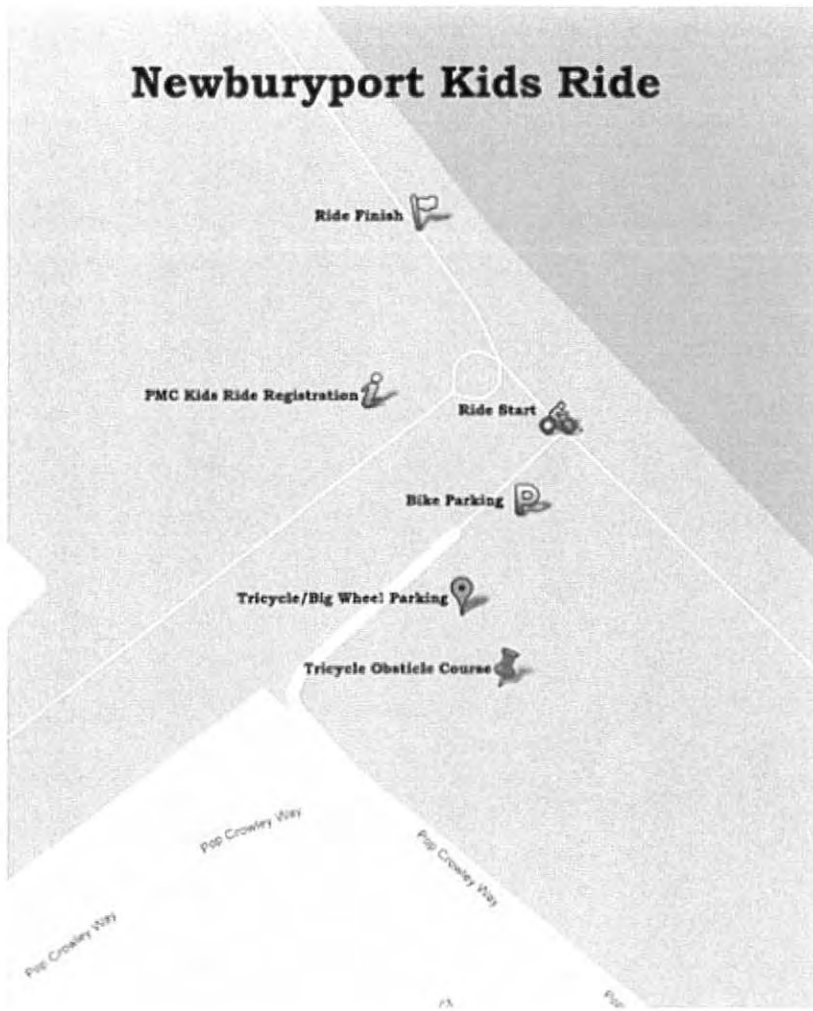 Newburyport Kids Ride
Ride Finish
PMC Kids Ride Registration
Ride Start
Bike Parking
Tricycle/Big Wheel Parking
Tricycle Obsticle Course
Pop Crowley Way
Pop Crowley Way
Pop Crowley Way
Pop